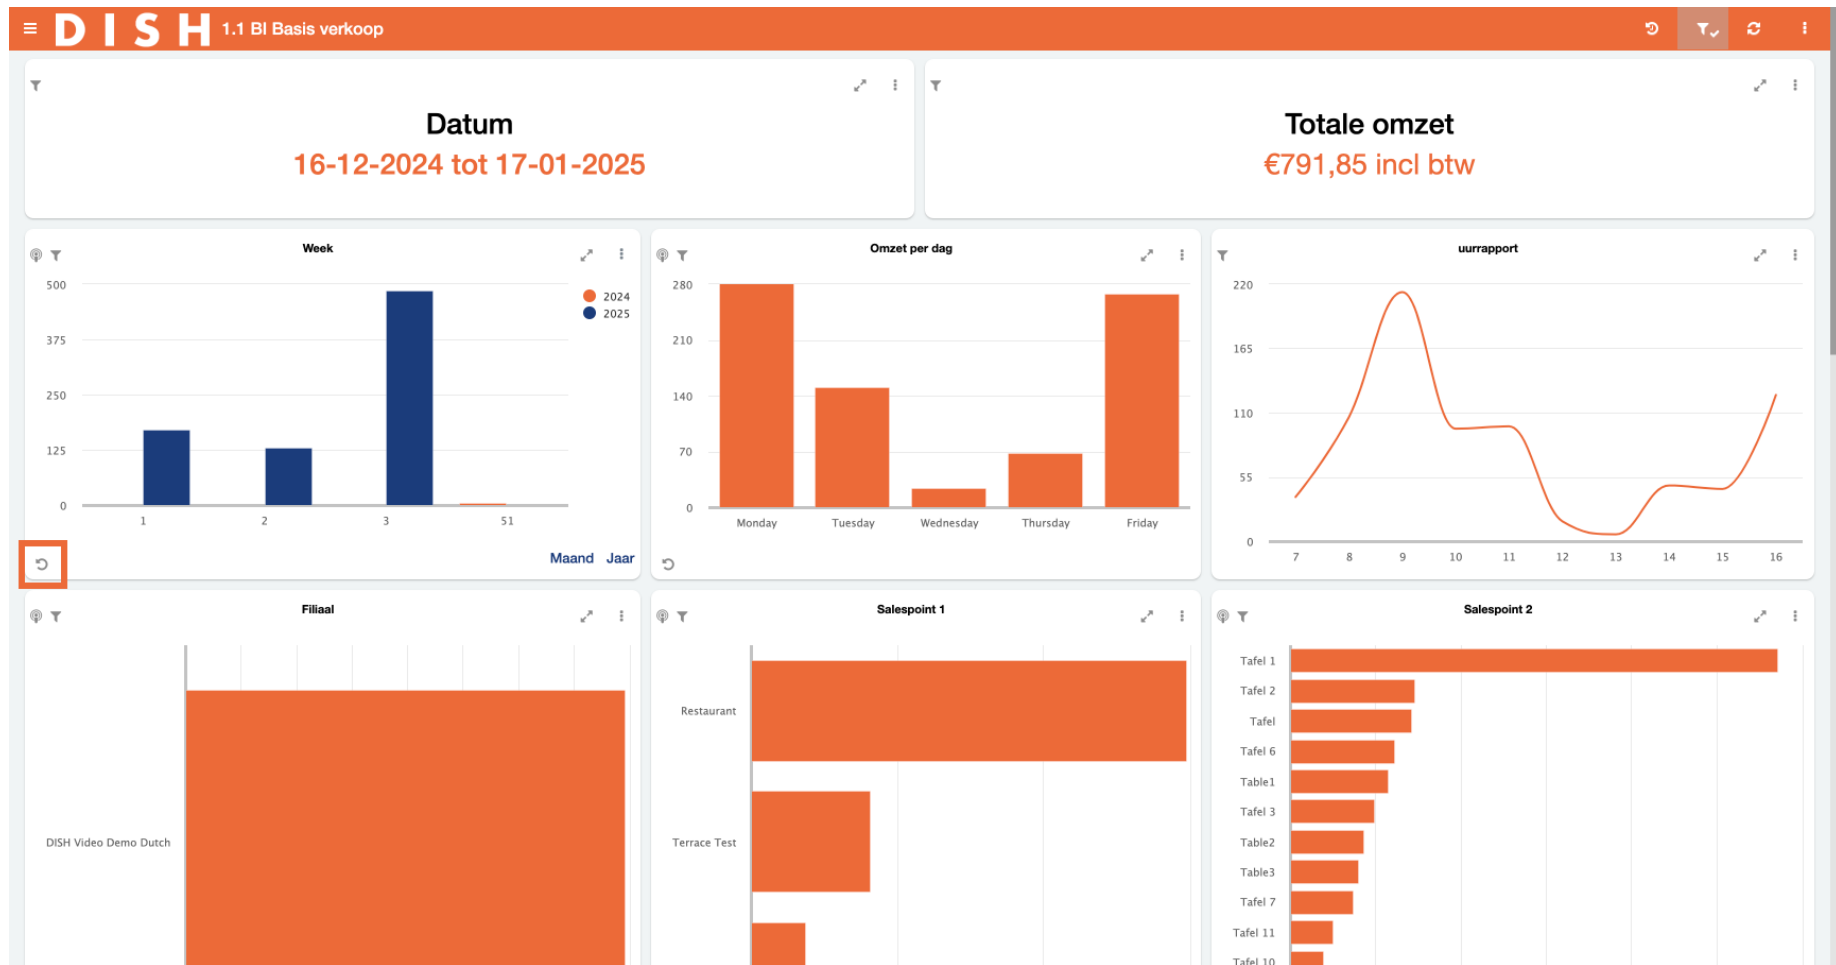 DISH 1.1 BI Basis verkoop
Datum
16-12-2024 tot 17-01-2025
Totale omzet
€791,85 incl btw
Week
500
375
250
125
0
1 2 3 51
2024
2025
Maand Jaar
Omzet per dag
280
210
140
70
0
Monday Tuesday Wednesday Thursday Friday
uurrapport
220
165
110
55
0
7 8 9 10 11 12 13 14 15 16
Filiaal
DISH Video Demo Dutch
Salespoint 1
Restaurant
Terrace Test
Salespoint 2
Tafel 1
Tafel 2
Tafel
Tafel 6
Table1
Tafel 3
Table2
Table3
Tafel 7
Tafel 11
Tafel 10